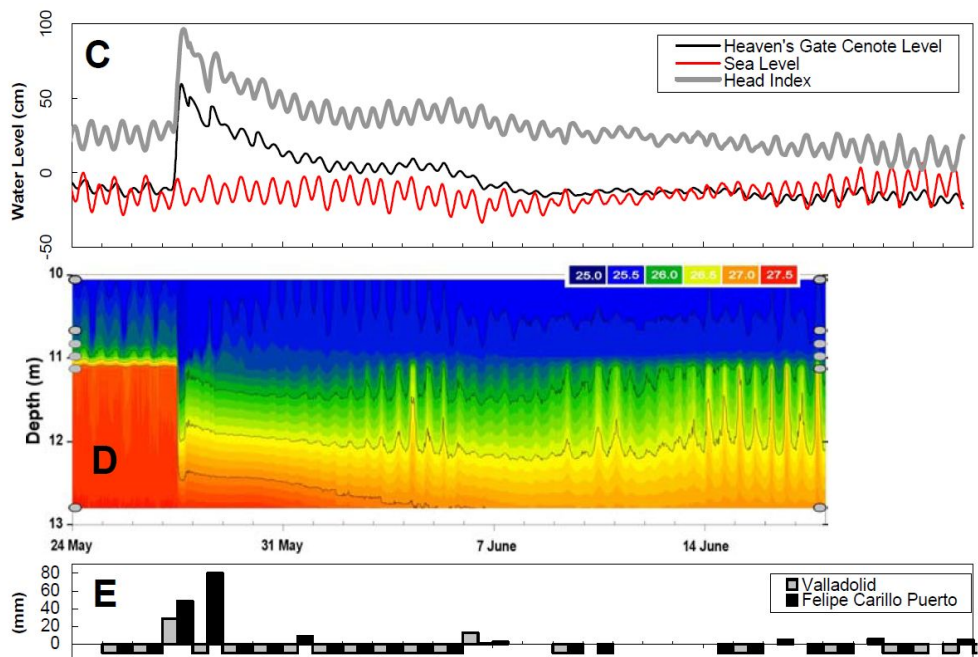 C
Water Level (cm)
100
50
0
-50
Heaven's Gate Cenote Level
Sea Level
Head Index
D
Depth (m)
10
11
12
13
25.0 25.5 26.0 26.5 27.0 27.5
24 May 31 May 7 June 14 June
E
(mm)
80
60
40
20
0
Valladolid
Felipe Carillo Puerto